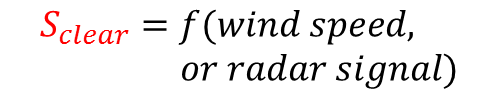 S_clear = f(wind speed,
or radar signal)